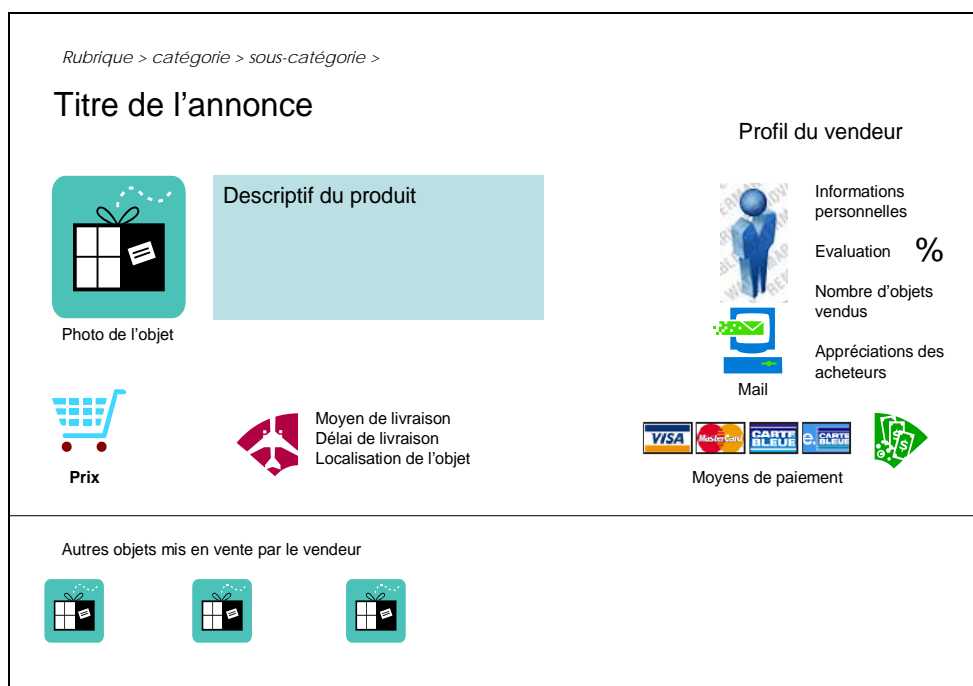 Rubrique > catégorie > sous-catégorie >
Titre de l’annonce
Profil du vendeur
Descriptif du produit
Informations
personnelles
Evaluation %
Nombre d’objets
vendus
Appréciations des
acheteurs
Photo de l’objet
Mail
Moyen de livraison
Délai de livraison
Localisation de l’objet
Prix
VISA
MasterCard
CARTE
BLEUE
e. CARTE
BLEUE
Moyens de paiement
Autres objets mis en vente par le vendeur